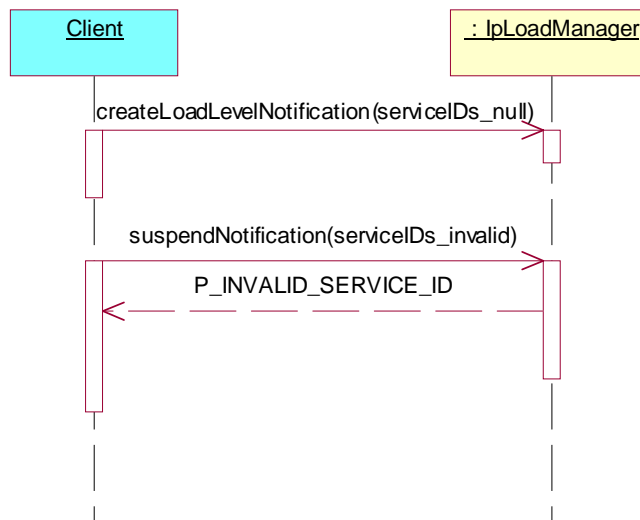 Client
: IpLoadManager
createLoadLevelNotification(serviceIDs_null)
suspendNotification(serviceIDs_invalid)
P_INVALID_SERVICE_ID